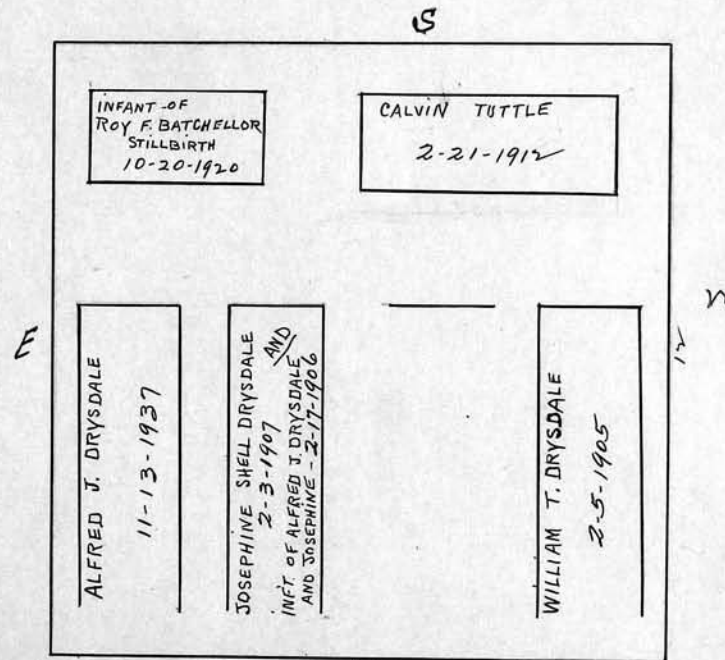 S
INFANT OF
ROY F. BATCHELLOR
STILLBIRTH
10-20-1920
CALVIN TUTTLE
2-21-1912
E
W
12
ALFRED J. DRYSDALE
11-13-1937
JOSEPHINE SHELL DRYSDALE
2-3-1907 AND
INFT. OF ALFRED J. DRYSDALE
AND JOSEPHINE - 2-17-1906
WILLIAM T. DRYSDALE
2-5-1905